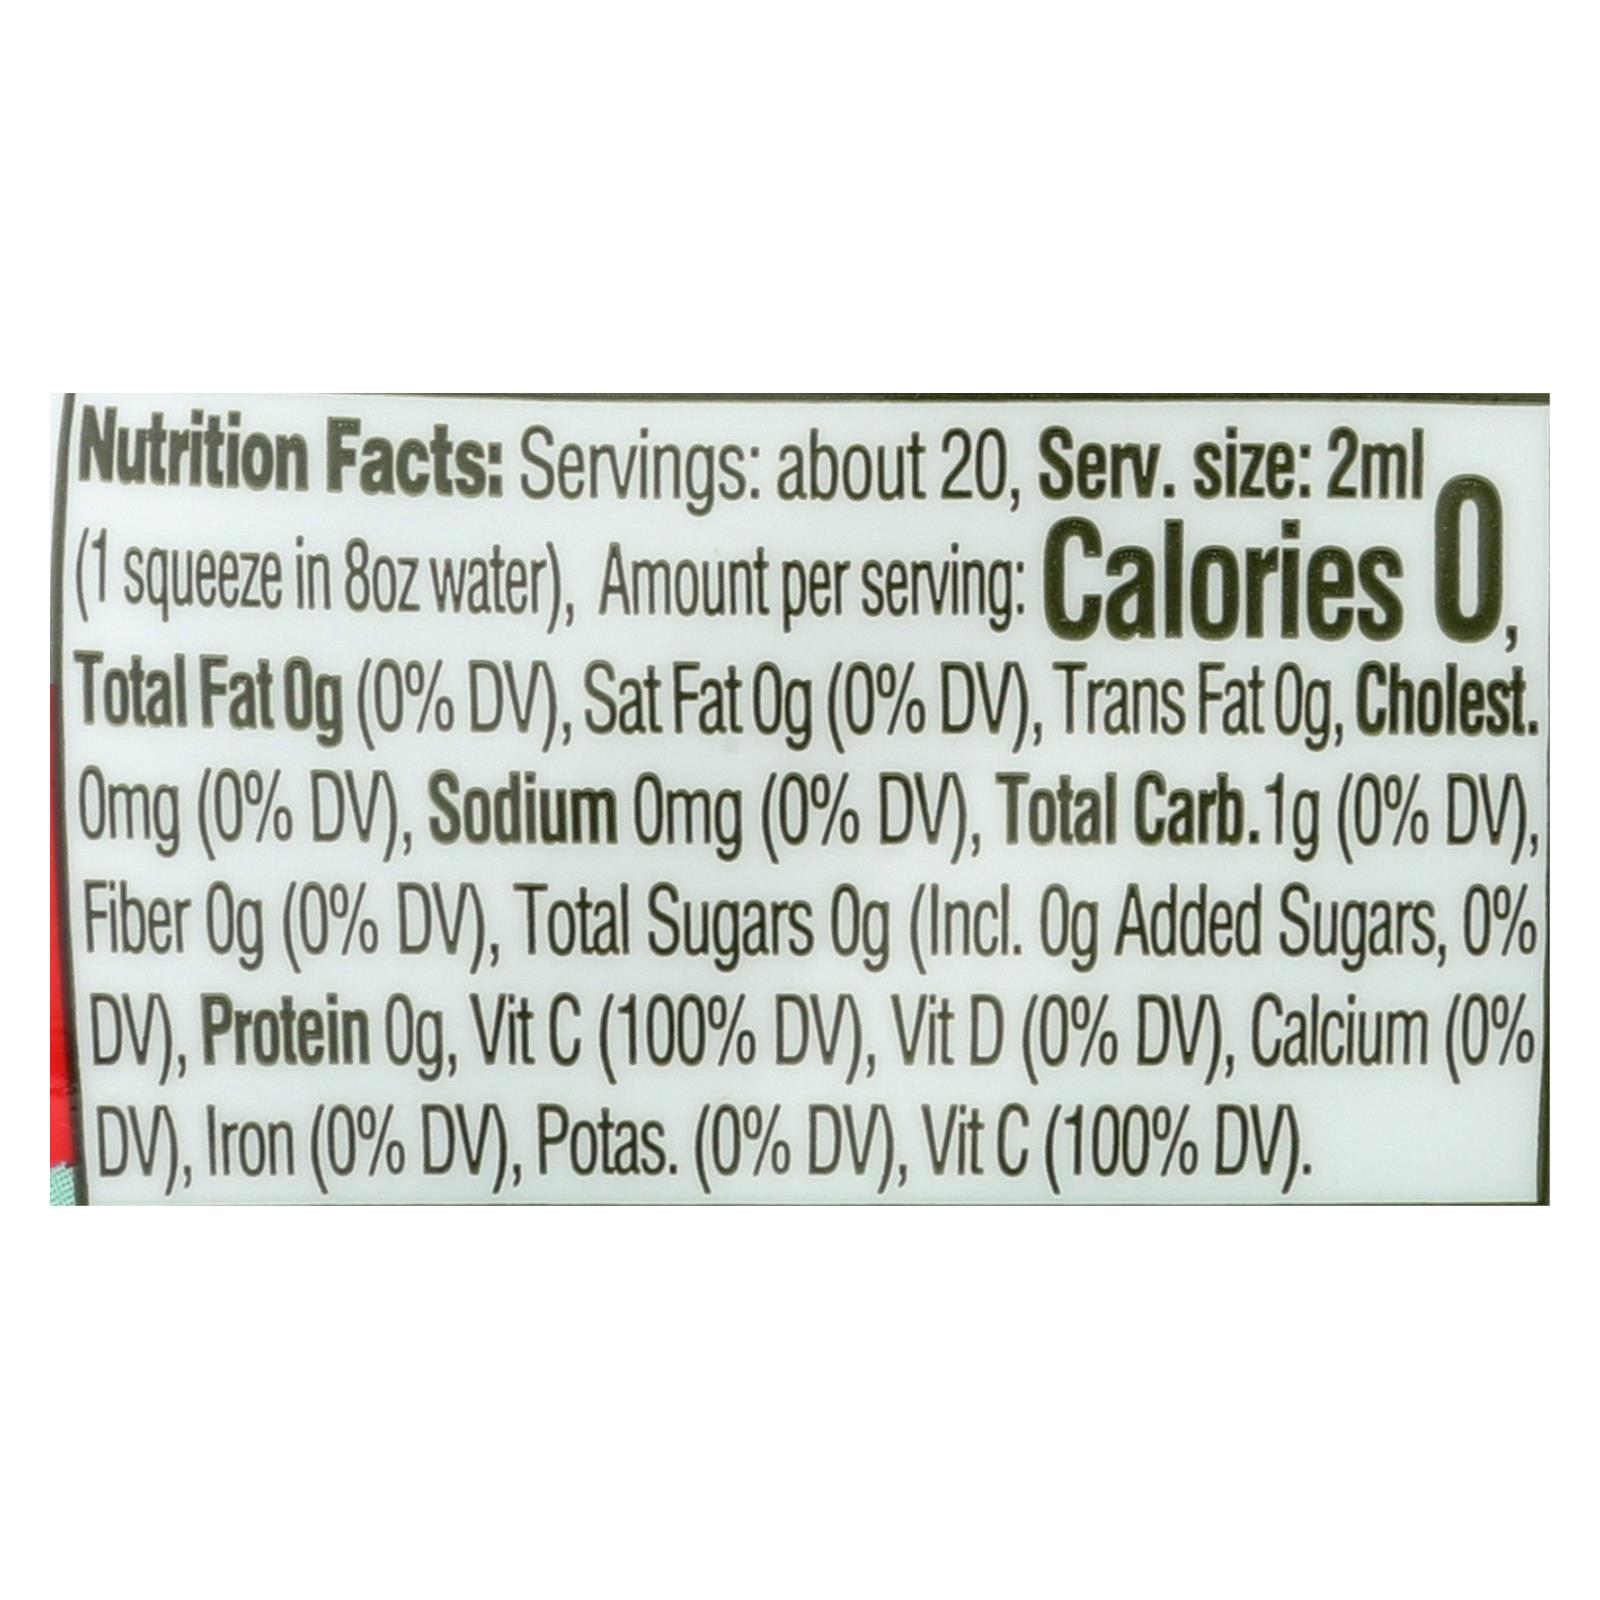 Nutrition Facts: Servings: about 20, Serv. size: 2ml
(1 squeeze in 8oz water), Amount per serving: Calories 0,
Total Fat 0g (0% DV), Sat Fat 0g (0% DV), Trans Fat 0g, Cholest.
0mg (0% DV), Sodium 0mg (0% DV), Total Carb. 1g (0% DV),
Fiber 0g (0% DV), Total Sugars 0g (Incl. 0g Added Sugars, 0%
DV), Protein 0g, Vit C (100% DV), Vit D (0% DV), Calcium (0%
DV), Iron (0% DV), Potas. (0% DV), Vit C (100% DV).